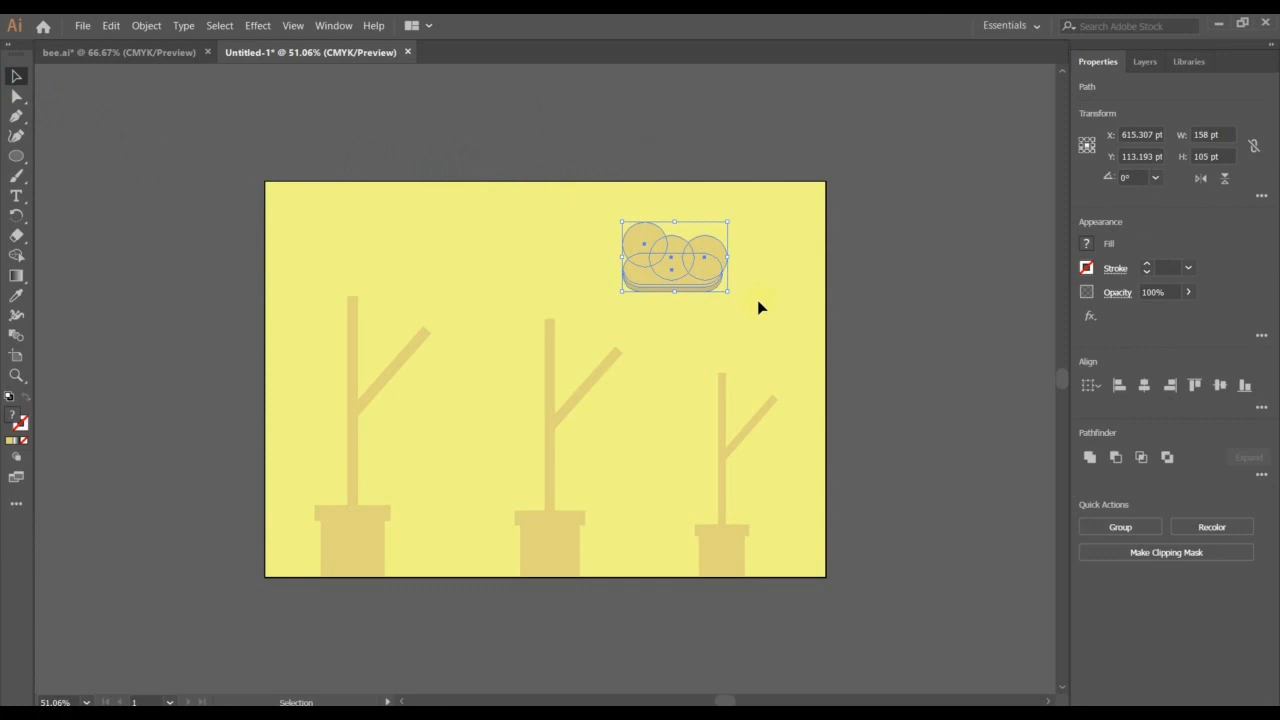 Ai File Edit Object Type Select Effect View Window Help Essentials Search Adobe Stock
bee.ai* @ 66.67% (CMYK/Preview) Untitled-1* @ 51.06% (CMYK/Preview)
Properties Layers Libraries
Path
Transform
X: 615.307 pt W: 158 pt
Y: 113.193 pt H: 105 pt
0°
Appearance
? Fill
Stroke
Opacity 100%
fx.
Align
Pathfinder
Expand
Quick Actions
Group Recolor
Make Clipping Mask
51.06% 1 Selection